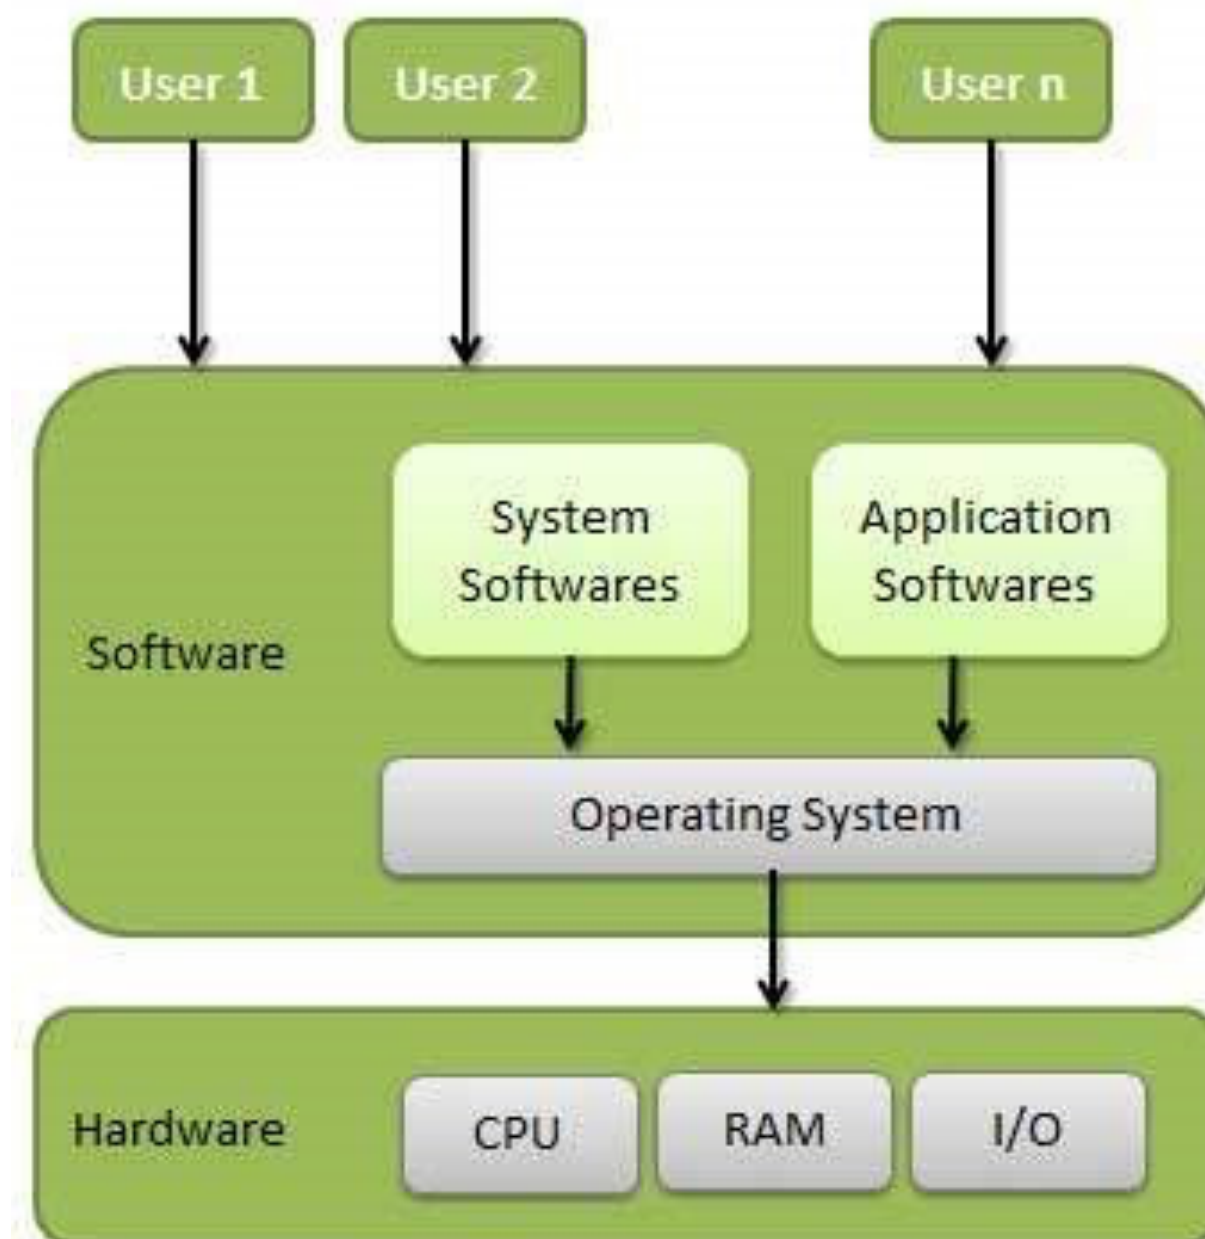 User 1
User 2
User n
System
Softwares
Application
Softwares
Software
Operating System
Hardware
CPU
RAM
I/O